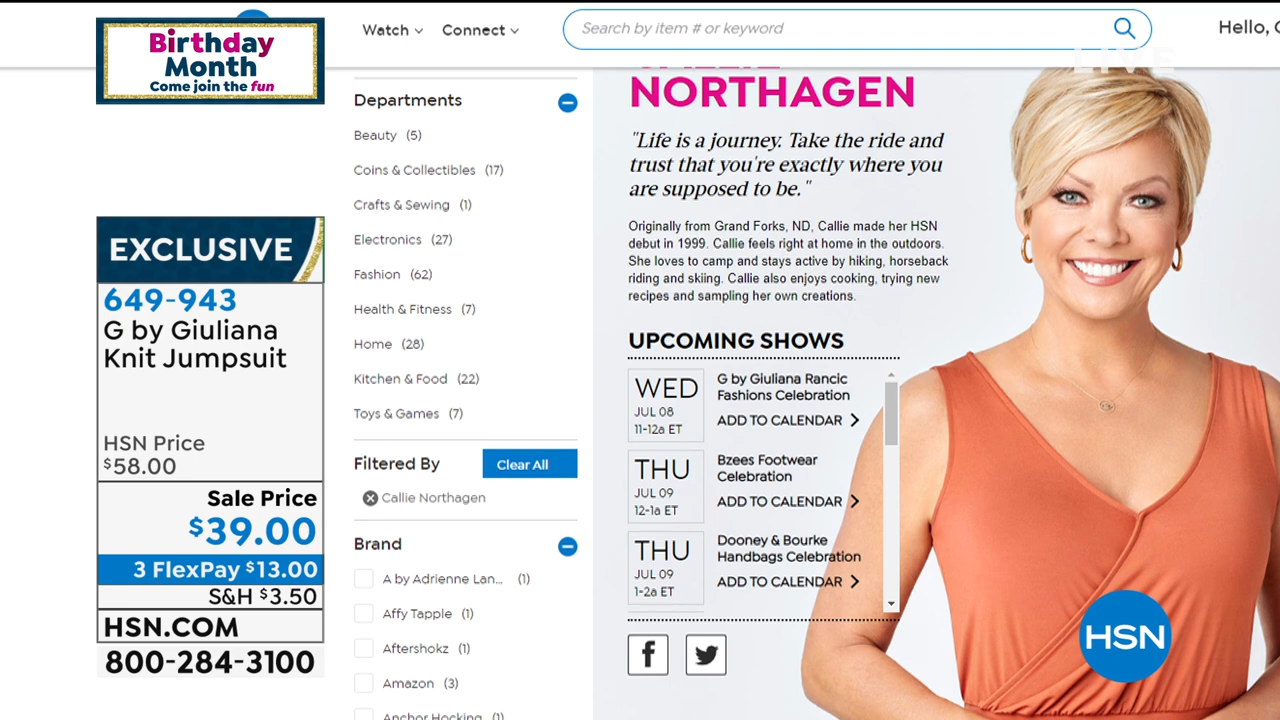 Birthday
Month
Come join the fun
Watch
Connect
Search by item # or keyword
Hello,
LIVE
EXCLUSIVE
649-943
G by Giuliana
Knit Jumpsuit
HSN Price
$58.00
Sale Price
$39.00
3 FlexPay $13.00
S&H $3.50
HSN.COM
800-284-3100
Departments
Beauty (5)
Coins & Collectibles (17)
Crafts & Sewing (1)
Electronics (27)
Fashion (62)
Health & Fitness (7)
Home (28)
Kitchen & Food (22)
Toys & Games (7)
Filtered By
Clear All
Callie Northagen
Brand
A by Adrienne Lan... (1)
Affy Tapple (1)
Aftershokz (1)
Amazon (3)
Anchor Hocking (1)
CALLIE
NORTHAGEN
"Life is a journey. Take the ride and
trust that you're exactly where you
are supposed to be."
Originally from Grand Forks, ND, Callie made her HSN
debut in 1999. Callie feels right at home in the outdoors.
She loves to camp and stays active by hiking, horseback
riding and skiing. Callie also enjoys cooking, trying new
recipes and sampling her own creations.
UPCOMING SHOWS
WED
JUL 08
11-12a ET
G by Giuliana Rancic
Fashions Celebration
ADD TO CALENDAR
THU
JUL 09
12-1a ET
Bzees Footwear
Celebration
ADD TO CALENDAR
THU
JUL 09
1-2a ET
Dooney & Bourke
Handbags Celebration
ADD TO CALENDAR
HSN